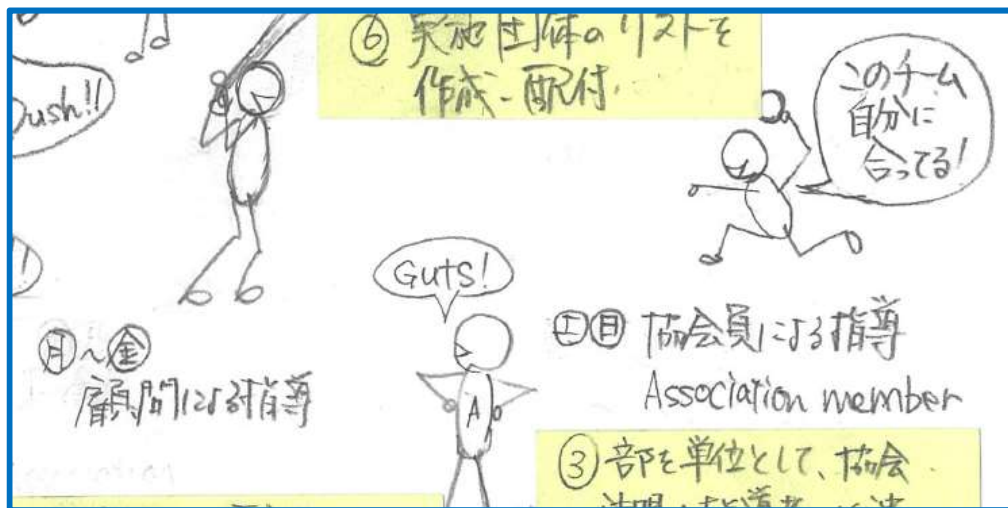 ⑥ 実施団体のリストを
作成・配付
Dush!!
このチーム
自分に
合ってる!
Guts!
㊊〜㊎
顧問による指導
A
㊏㊐ 協会員による指導
Association member
③ 部を単位として、協会